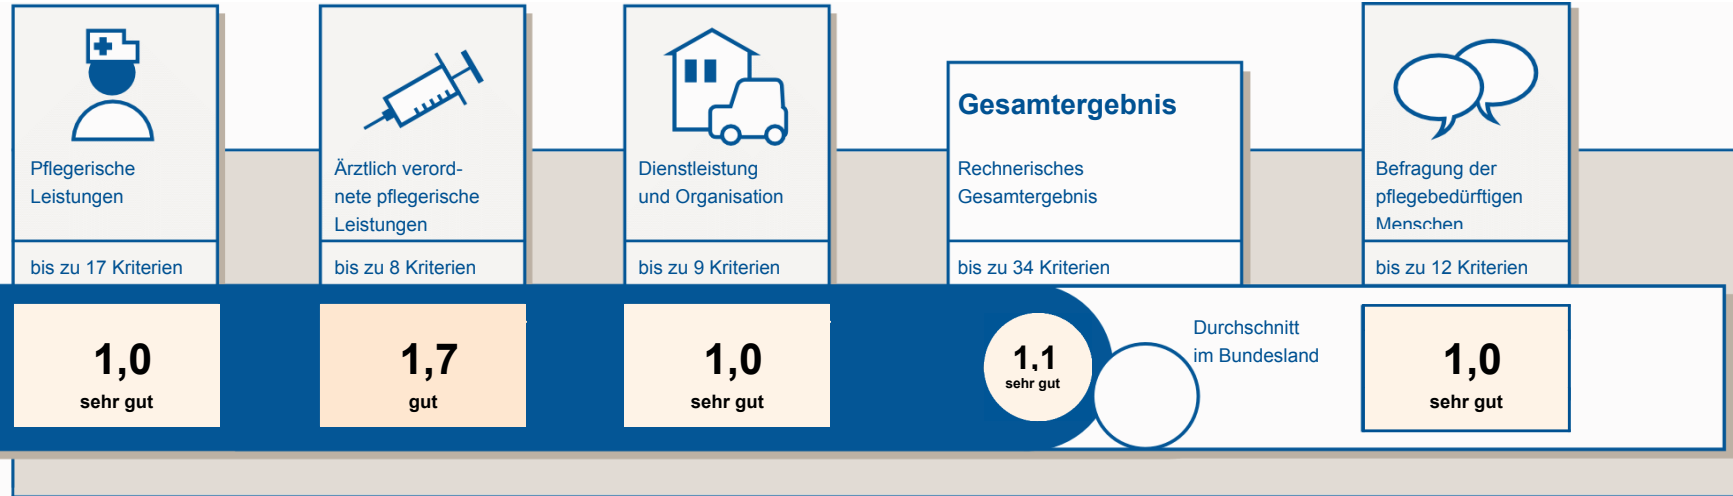 Pflegerische
Leistungen
bis zu 17 Kriterien
1,0
sehr gut
Ärztlich verord-
nete pflegerische
Leistungen
bis zu 8 Kriterien
1,7
gut
Dienstleistung
und Organisation
bis zu 9 Kriterien
1,0
sehr gut
Gesamtergebnis
Rechnerisches
Gesamtergebnis
bis zu 34 Kriterien
1,1
sehr gut
Durchschnitt
im Bundesland
Befragung der
pflegebedürftigen
Menschen
bis zu 12 Kriterien
1,0
sehr gut